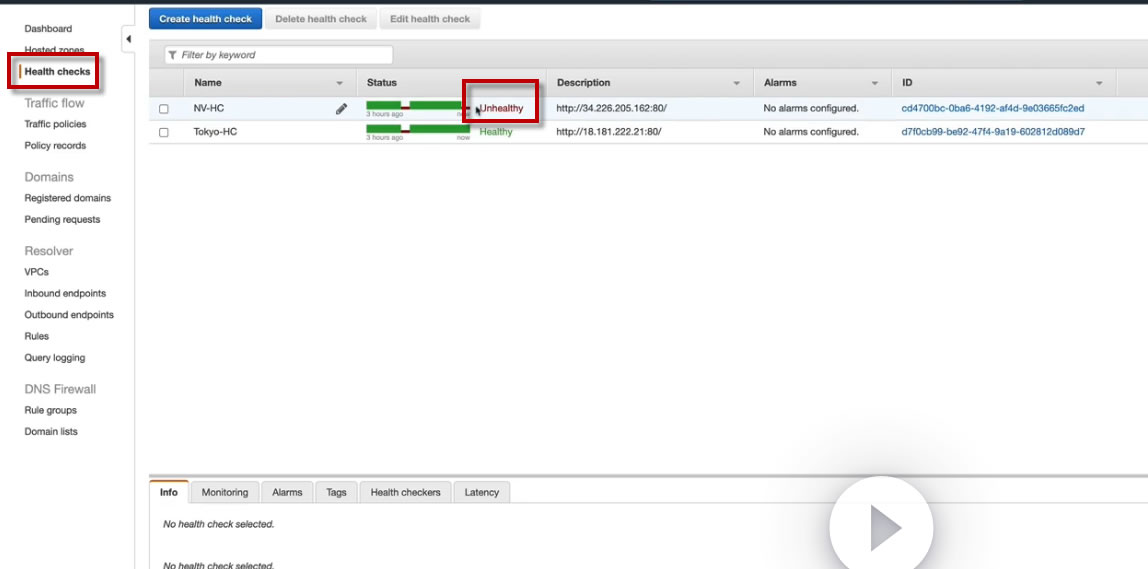 Create health check Delete health check Edit health check
Dashboard
Hosted zones
Health checks
Traffic flow
Traffic policies
Policy records
Domains
Registered domains
Pending requests
Resolver
VPCs
Inbound endpoints
Outbound endpoints
Rules
Query logging
DNS Firewall
Rule groups
Domain lists
Filter by keyword
Name Status Description Alarms ID
NV-HC Unhealthy http://34.226.205.162:80/ No alarms configured. cd4700bc-0ba6-4192-af4d-9e03665fc2ed
3 hours ago now
Tokyo-HC Healthy http://18.181.222.21:80/ No alarms configured. d7f0cb99-be92-47f4-9a19-602812d089d7
3 hours ago now
Info Monitoring Alarms Tags Health checkers Latency
No health check selected.
No health check selected.